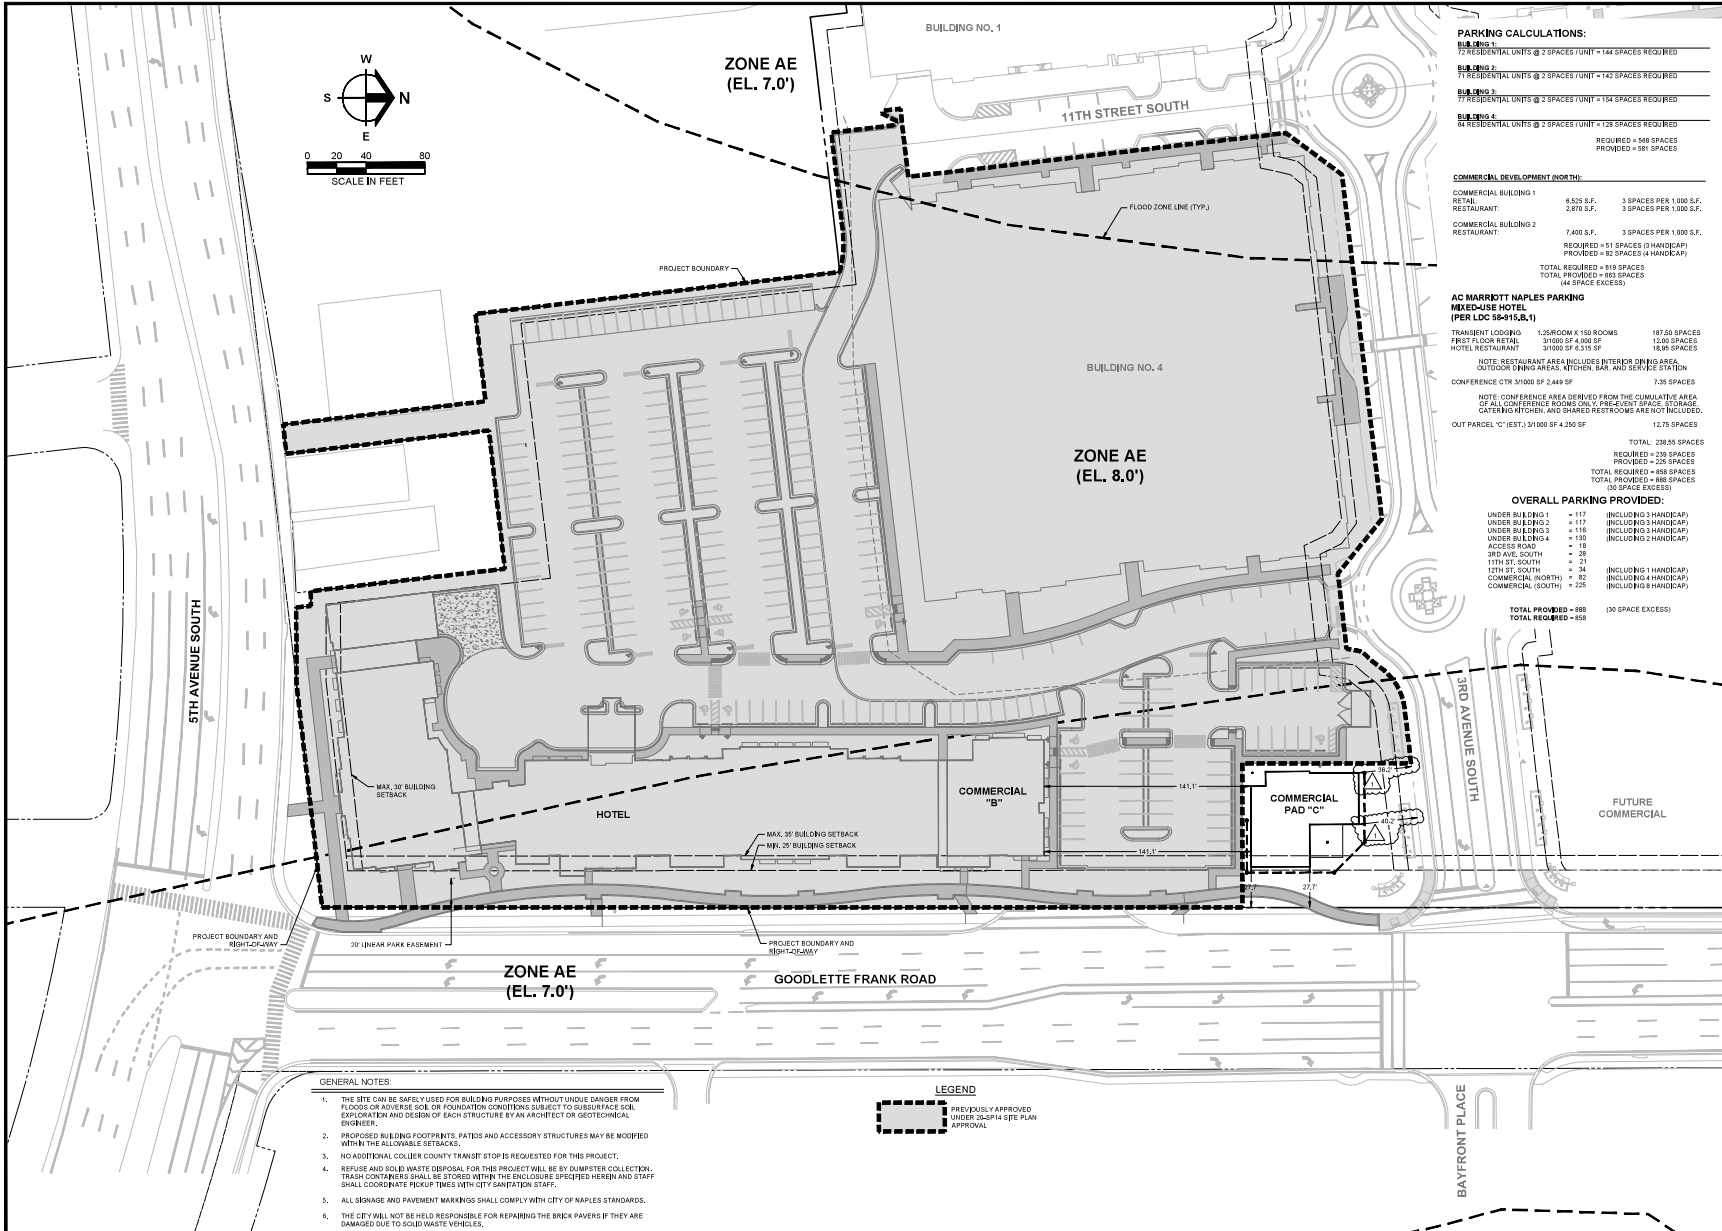 BUILDING NO. 1
ZONE AE
(EL. 7.0')
W
S
N
E
0 20 40 80
SCALE IN FEET
11TH STREET SOUTH
FLOOD ZONE LINE (TYP.)
PROJECT BOUNDARY
BUILDING NO. 4
ZONE AE
(EL. 8.0')
5TH AVENUE SOUTH
3RD AVENUE SOUTH
MAX. 30' BUILDING
SETBACK
HOTEL
COMMERCIAL
"B"
141.1'
COMMERCIAL
PAD "C"
38.2'
40.2'
FUTURE
COMMERCIAL
MAX. 35' BUILDING SETBACK
MIN. 25' BUILDING SETBACK
141.1'
27.7'
27.7'
PROJECT BOUNDARY AND
RIGHT-OF-WAY
20' LINEAR PARK EASEMENT
PROJECT BOUNDARY AND
RIGHT-OF-WAY
ZONE AE
(EL. 7.0')
GOODLETTE FRANK ROAD
BAYFRONT PLACE
PARKING CALCULATIONS:
BUILDING 1:
72 RESIDENTIAL UNITS @ 2 SPACES / UNIT = 144 SPACES REQUIRED
BUILDING 2:
71 RESIDENTIAL UNITS @ 2 SPACES / UNIT = 142 SPACES REQUIRED
BUILDING 3:
77 RESIDENTIAL UNITS @ 2 SPACES / UNIT = 154 SPACES REQUIRED
BUILDING 4:
64 RESIDENTIAL UNITS @ 2 SPACES / UNIT = 128 SPACES REQUIRED
REQUIRED = 568 SPACES
PROVIDED = 581 SPACES
COMMERCIAL DEVELOPMENT (NORTH):
COMMERCIAL BUILDING 1
RETAIL: 6,525 S.F. 3 SPACES PER 1,000 S.F.
RESTAURANT: 2,870 S.F. 3 SPACES PER 1,000 S.F.
COMMERCIAL BUILDING 2
RESTAURANT: 7,400 S.F. 3 SPACES PER 1,000 S.F.
REQUIRED = 51 SPACES (3 HANDICAP)
PROVIDED = 82 SPACES (4 HANDICAP)
TOTAL REQUIRED = 619 SPACES
TOTAL PROVIDED = 663 SPACES
(44 SPACE EXCESS)
AC MARRIOTT NAPLES PARKING
MIXED-USE HOTEL
(PER LDC 58-915.B.1)
TRANSIENT LODGING 1.25/ROOM X 150 ROOMS 187.50 SPACES
FIRST FLOOR RETAIL 3/1000 SF 4,000 SF 12.00 SPACES
HOTEL RESTAURANT 3/1000 SF 6,315 SF 18.95 SPACES
NOTE: RESTAURANT AREA INCLUDES INTERIOR DINING AREA,
OUTDOOR DINING AREAS, KITCHEN, BAR, AND SERVICE STATION
CONFERENCE CTR 3/1000 SF 2,449 SF 7.35 SPACES
NOTE: CONFERENCE AREA DERIVED FROM THE CUMULATIVE AREA
OF ALL CONFERENCE ROOMS ONLY. PRE-EVENT SPACE, STORAGE,
CATERING KITCHEN, AND SHARED RESTROOMS ARE NOT INCLUDED.
OUT PARCEL "C" (EST.) 3/1000 SF 4,250 SF 12.75 SPACES
TOTAL: 238.55 SPACES
REQUIRED = 239 SPACES
PROVIDED = 225 SPACES
TOTAL REQUIRED = 858 SPACES
TOTAL PROVIDED = 888 SPACES
(30 SPACE EXCESS)
OVERALL PARKING PROVIDED:
UNDER BUILDING 1 = 117 (INCLUDING 3 HANDICAP)
UNDER BUILDING 2 = 117 (INCLUDING 3 HANDICAP)
UNDER BUILDING 3 = 116 (INCLUDING 3 HANDICAP)
UNDER BUILDING 4 = 130 (INCLUDING 2 HANDICAP)
ACCESS ROAD = 18
3RD AVE. SOUTH = 28
11TH ST. SOUTH = 21
12TH ST. SOUTH = 34 (INCLUDING 1 HANDICAP)
COMMERCIAL (NORTH) = 82 (INCLUDING 4 HANDICAP)
COMMERCIAL (SOUTH) = 225 (INCLUDING 8 HANDICAP)
TOTAL PROVIDED = 888 (30 SPACE EXCESS)
TOTAL REQUIRED = 858
GENERAL NOTES:
1. THE SITE CAN BE SAFELY USED FOR BUILDING PURPOSES WITHOUT UNDUE DANGER FROM
FLOODS OR ADVERSE SOIL OR FOUNDATION CONDITIONS SUBJECT TO SUBSURFACE SOIL
EXPLORATION AND DESIGN OF EACH STRUCTURE BY AN ARCHITECT OR GEOTECHNICAL
ENGINEER.
2. PROPOSED BUILDING FOOTPRINTS, PATIOS AND ACCESSORY STRUCTURES MAY BE MODIFIED
WITHIN THE ALLOWABLE SETBACKS.
3. NO ADDITIONAL COLLIER COUNTY TRANSIT STOP IS REQUESTED FOR THIS PROJECT.
4. REFUSE AND SOLID WASTE DISPOSAL FOR THIS PROJECT WILL BE BY DUMPSTER COLLECTION.
TRASH CONTAINERS SHALL BE STORED WITHIN THE ENCLOSURE SPECIFIED HEREIN AND STAFF
SHALL COORDINATE PICKUP TIMES WITH CITY SANITATION STAFF.
5. ALL SIGNAGE AND PAVEMENT MARKINGS SHALL COMPLY WITH CITY OF NAPLES STANDARDS.
6. THE CITY WILL NOT BE HELD RESPONSIBLE FOR REPAIRING THE BRICK PAVERS IF THEY ARE
DAMAGED DUE TO SOLID WASTE VEHICLES.
LEGEND
PREVIOUSLY APPROVED
UNDER 20-SP14 SITE PLAN
APPROVAL